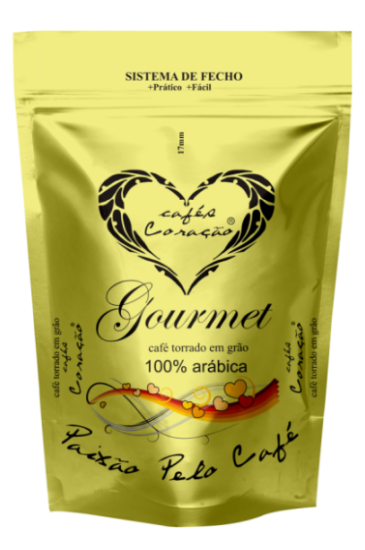 SISTEMA DE FECHO
+Prático +Fácil
17mm
cafés
Coração®
Gourmet
café torrado em grão
100% arábica
café torrado em grão
cafés
Coração®
café torrado em grão
cafés
Coração®
Paixão Pelo Café